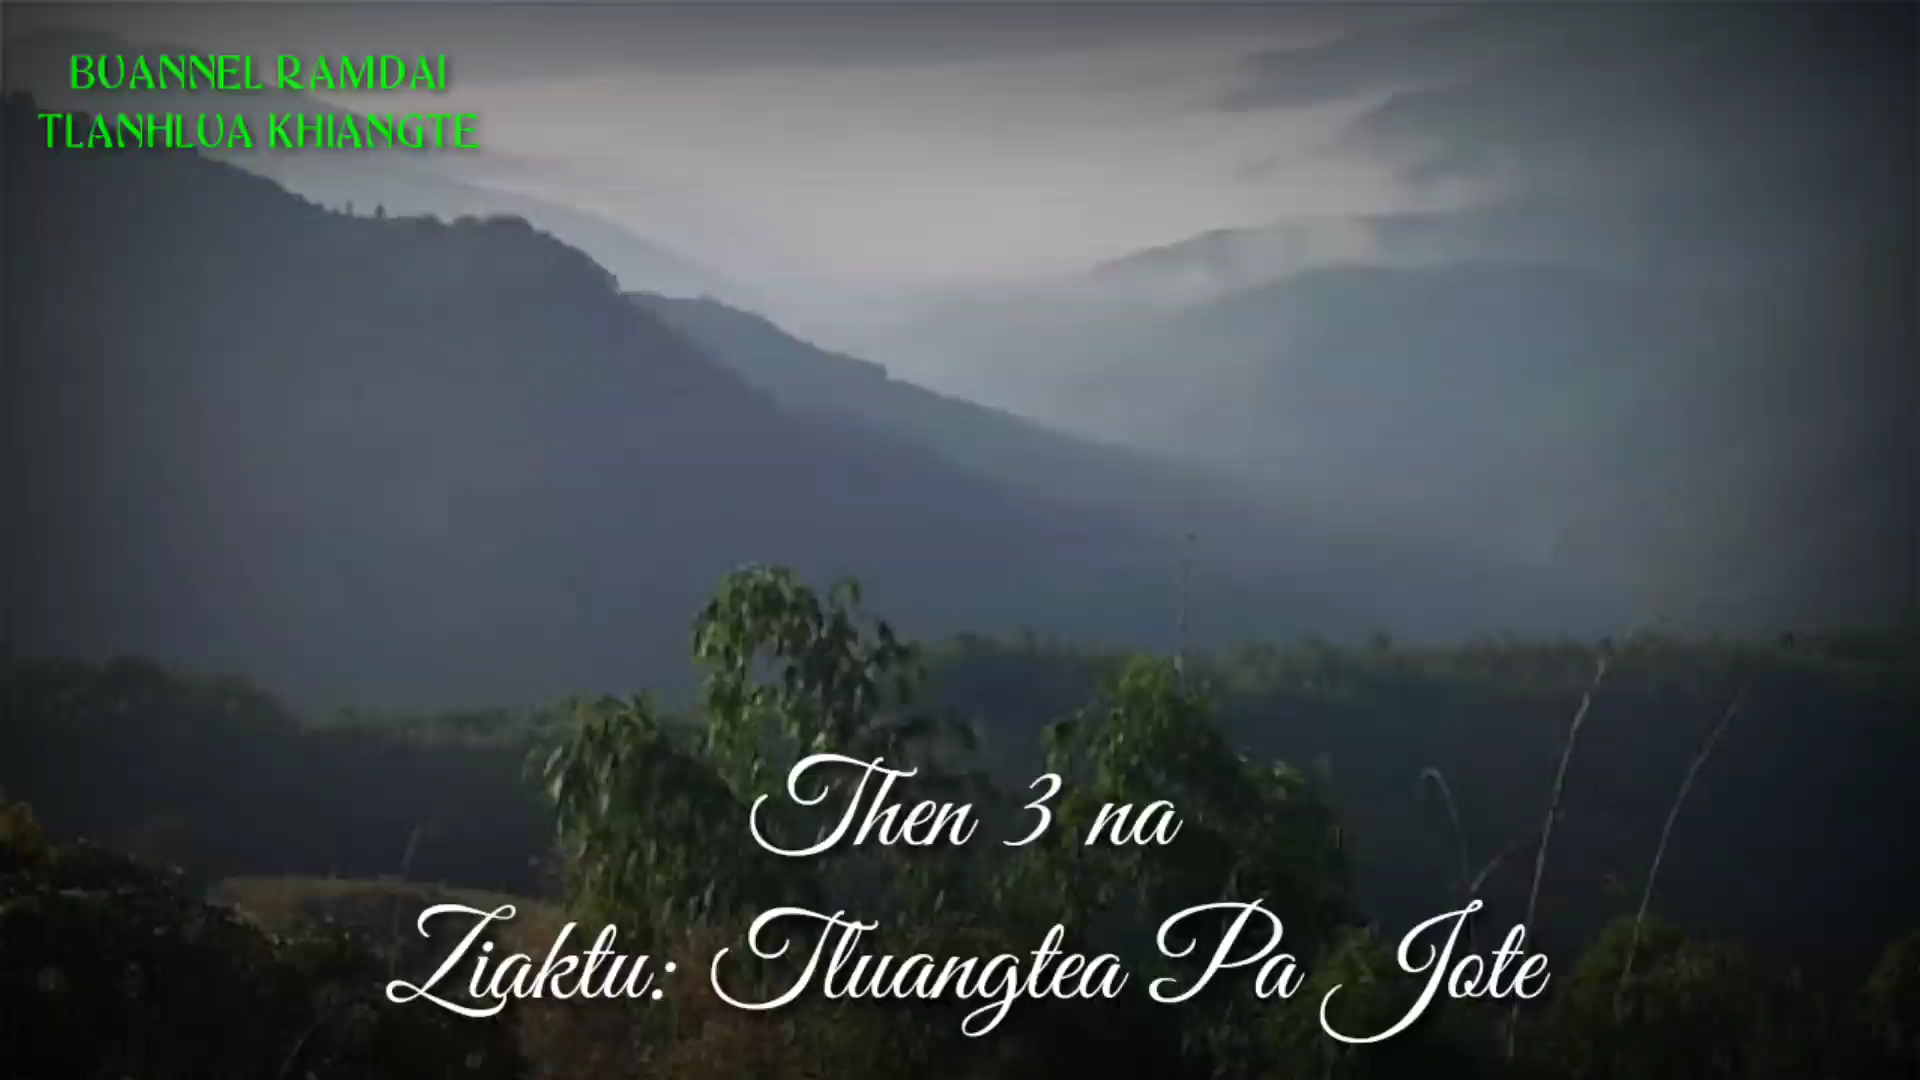 BUANNEL RAMDAI
TLANHLUA KHIANGTE
Then 3 na
Ziaktu: Tluangtea Pa Jote